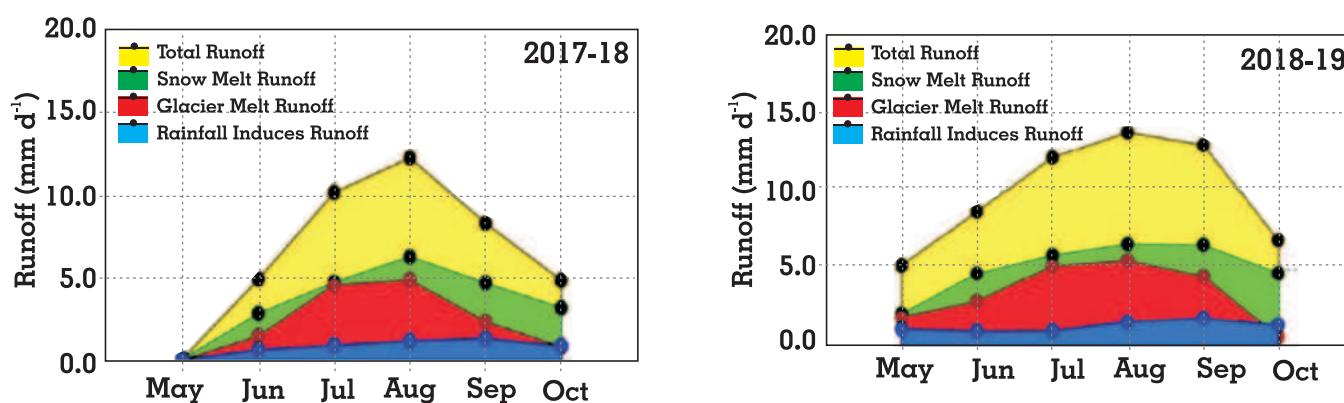 20.0
15.0
10.0
5.0
0.0
Runoff (mm d⁻¹)
2017-18
Total Runoff
Snow Melt Runoff
Glacier Melt Runoff
Rainfall Induces Runoff
May Jun Jul Aug Sep Oct
20.0
15.0
10.0
5.0
0.0
Runoff (mm d⁻¹)
2018-19
Total Runoff
Snow Melt Runoff
Glacier Melt Runoff
Rainfall Induces Runoff
May Jun Jul Aug Sep Oct